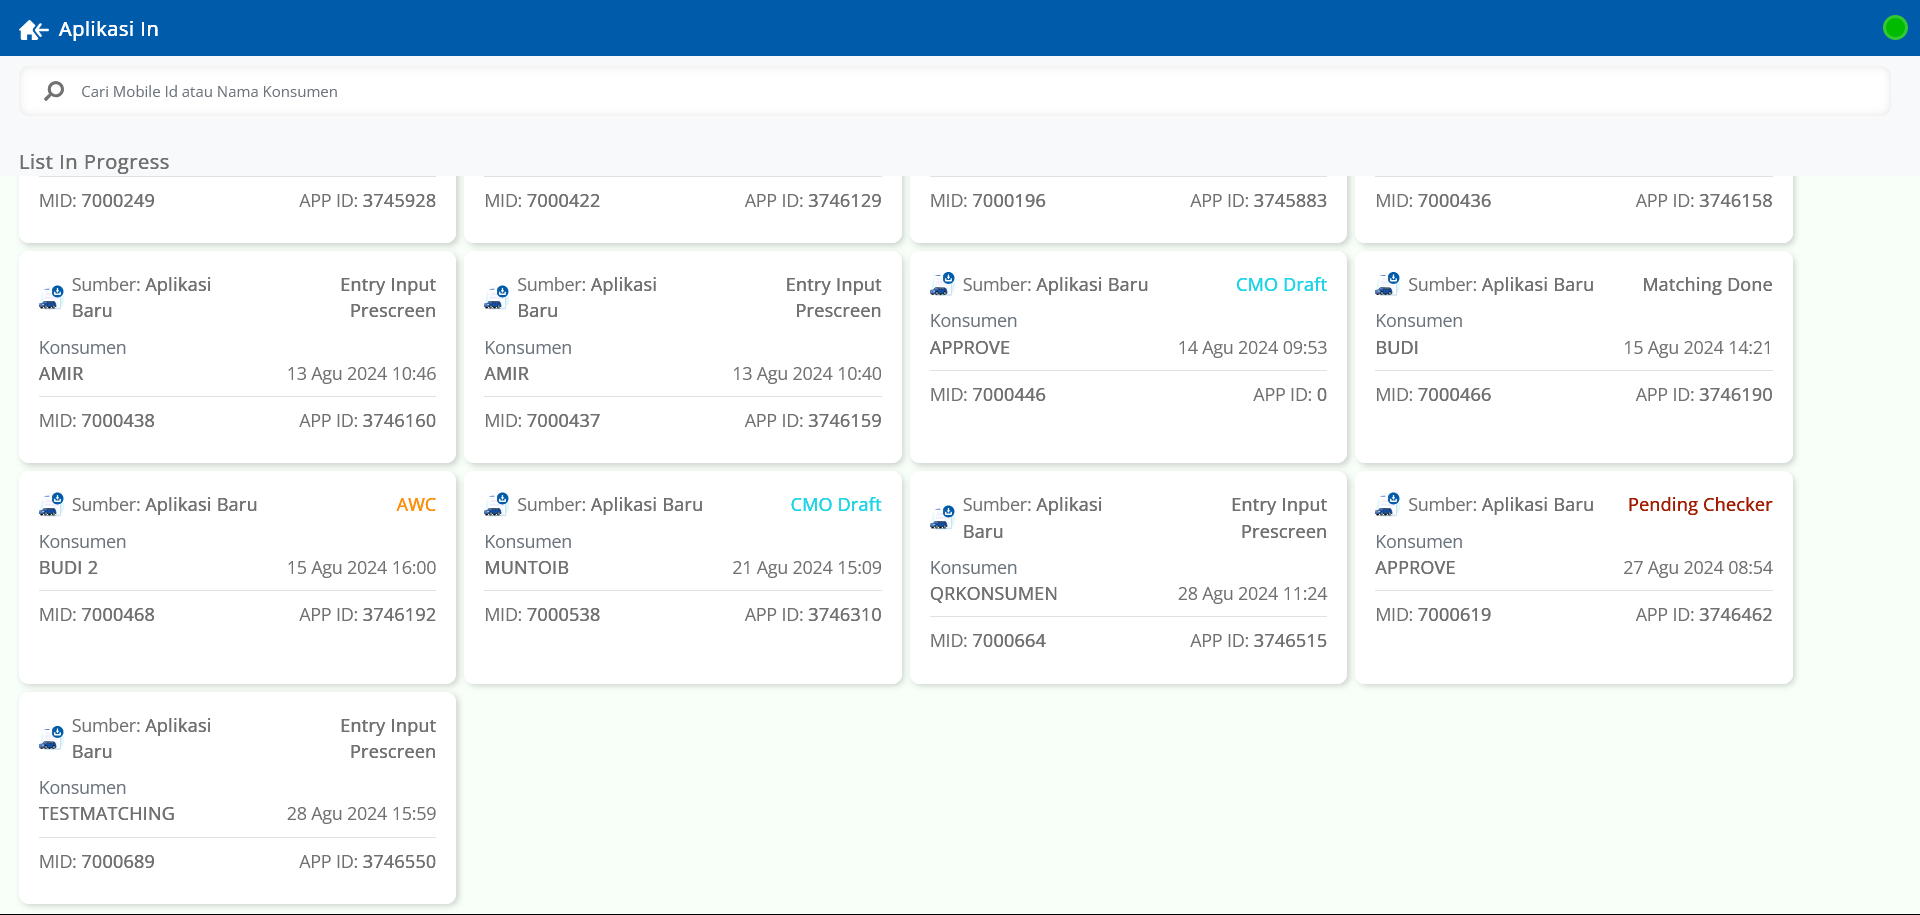 Aplikasi In
Cari Mobile Id atau Nama Konsumen
List In Progress
MID: 7000249 APP ID: 3745928
MID: 7000422 APP ID: 3746129
MID: 7000196 APP ID: 3745883
MID: 7000436 APP ID: 3746158
Sumber: Aplikasi Entry Input
Baru Prescreen
Konsumen
AMIR 13 Agu 2024 10:46
MID: 7000438 APP ID: 3746160
Sumber: Aplikasi Entry Input
Baru Prescreen
Konsumen
AMIR 13 Agu 2024 10:40
MID: 7000437 APP ID: 3746159
Sumber: Aplikasi Baru CMO Draft
Konsumen
APPROVE 14 Agu 2024 09:53
MID: 7000446 APP ID: 0
Sumber: Aplikasi Baru Matching Done
Konsumen
BUDI 15 Agu 2024 14:21
MID: 7000466 APP ID: 3746190
Sumber: Aplikasi Baru AWC
Konsumen
BUDI 2 15 Agu 2024 16:00
MID: 7000468 APP ID: 3746192
Sumber: Aplikasi Baru CMO Draft
Konsumen
MUNTOIB 21 Agu 2024 15:09
MID: 7000538 APP ID: 3746310
Sumber: Aplikasi Entry Input
Baru Prescreen
Konsumen
QRKONSUMEN 28 Agu 2024 11:24
MID: 7000664 APP ID: 3746515
Sumber: Aplikasi Baru Pending Checker
Konsumen
APPROVE 27 Agu 2024 08:54
MID: 7000619 APP ID: 3746462
Sumber: Aplikasi Entry Input
Baru Prescreen
Konsumen
TESTMATCHING 28 Agu 2024 15:59
MID: 7000689 APP ID: 3746550